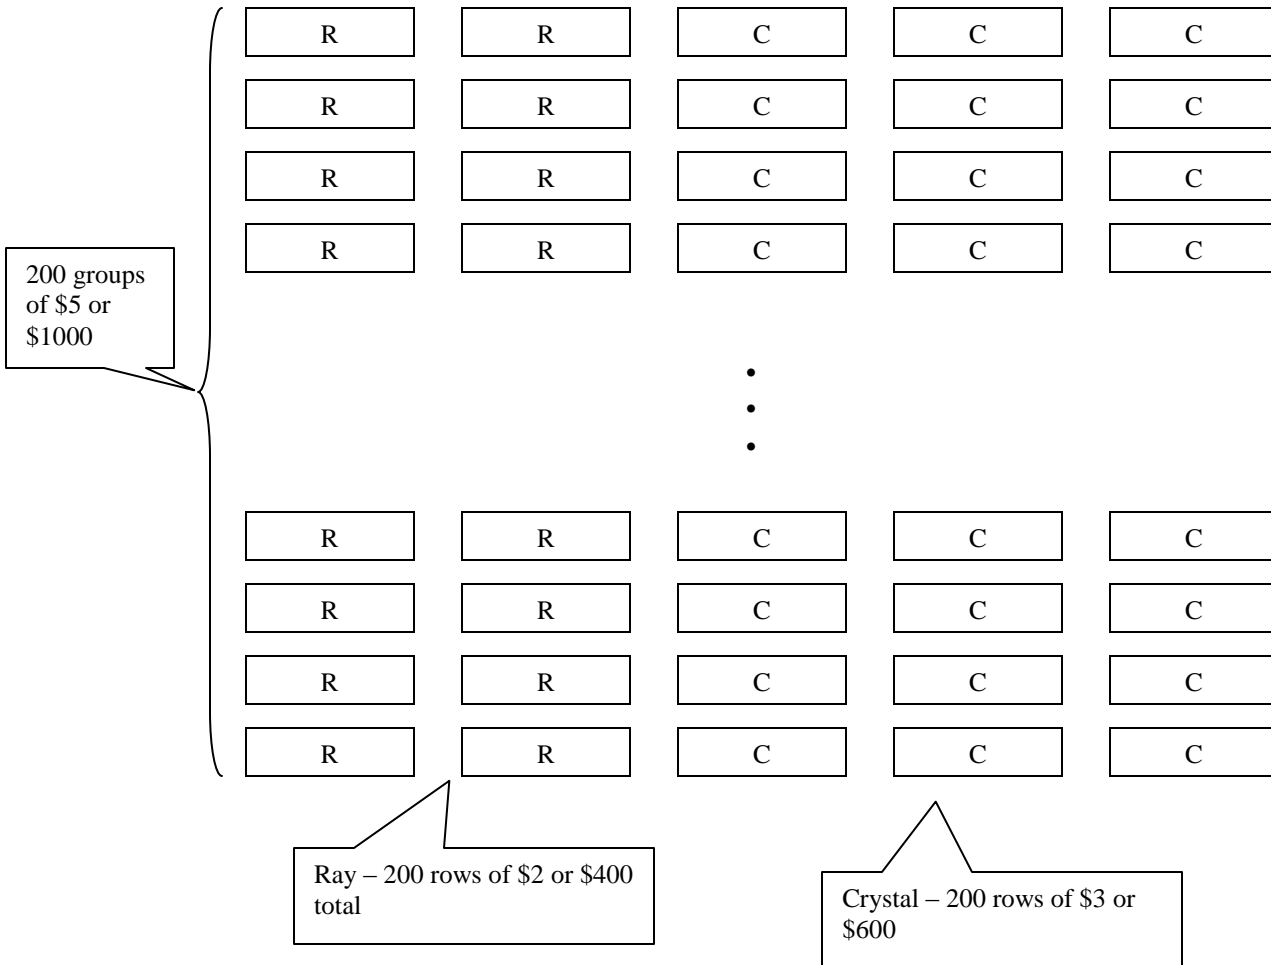 R R C C C
R R C C C
R R C C C
R R C C C
200 groups
of $5 or
$1000
R R C C C
R R C C C
R R C C C
R R C C C
Ray – 200 rows of $2 or $400
total
Crystal – 200 rows of $3 or
$600